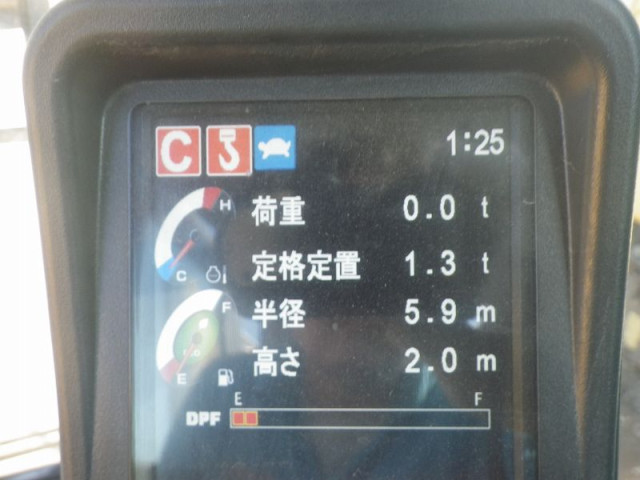 C 1:25
H
荷重 0.0 t
C
定格定置 1.3 t
F
半径 5.9 m
高さ 2.0 m
E
E F
DPF